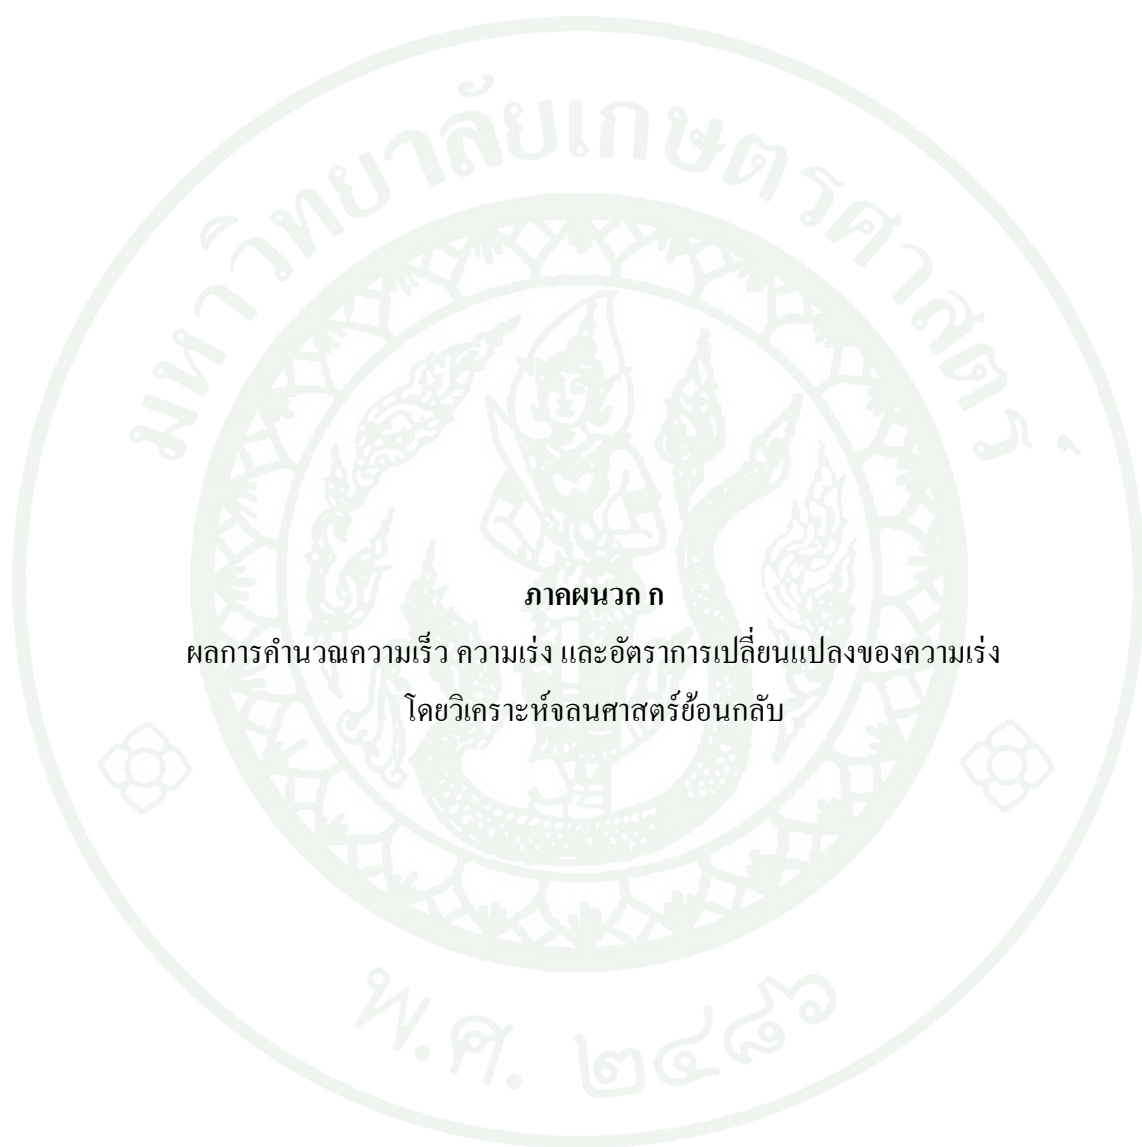 มหาวิทยาลัยเกษตรศาสตร์
ภาคผนวก ก
ผลการคำนวณความเร็ว ความเร่ง และอัตราการเปลี่ยนแปลงของความเร่ง
โดยวิเคราะห์จลนศาสตร์ย้อนกลับ
พ.ศ. ๒๔๘๖